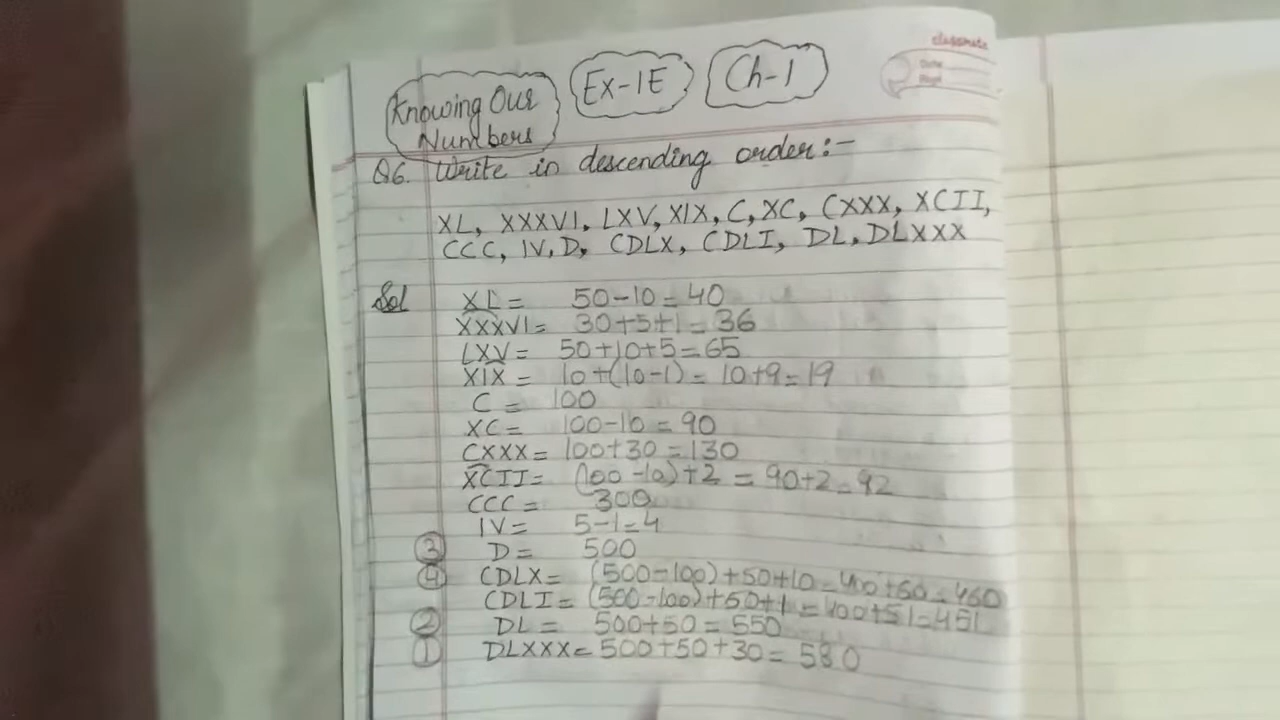 classmate
Date
Page
Knowing Our
Numbers
Ex-1E
Ch-1
Q6. Write in descending order:-
XL, XXXVI, LXV, XIX, C, XC, CXXX, XCII,
CCC, IV, D, CDLX, CDLI, DL, DLXXX
Sol XL = 50-10=40
XXXVI= 30+5+1=36
LXV = 50+10+5=65
XIX = 10+(10-1) = 10+9=19
C = 100
XC = 100-10=90
CXXX= 100+30=130
XCII= (100-10)+2 = 90+2=92
CCC = 300
IV= 5-1=4
③ D= 500
④ CDLX= (500-100)+50+10=400+60=460
CDLI= (500-100)+50+1=400+51=451
② DL= 500+50=550
① DLXXX=500+50+30=580